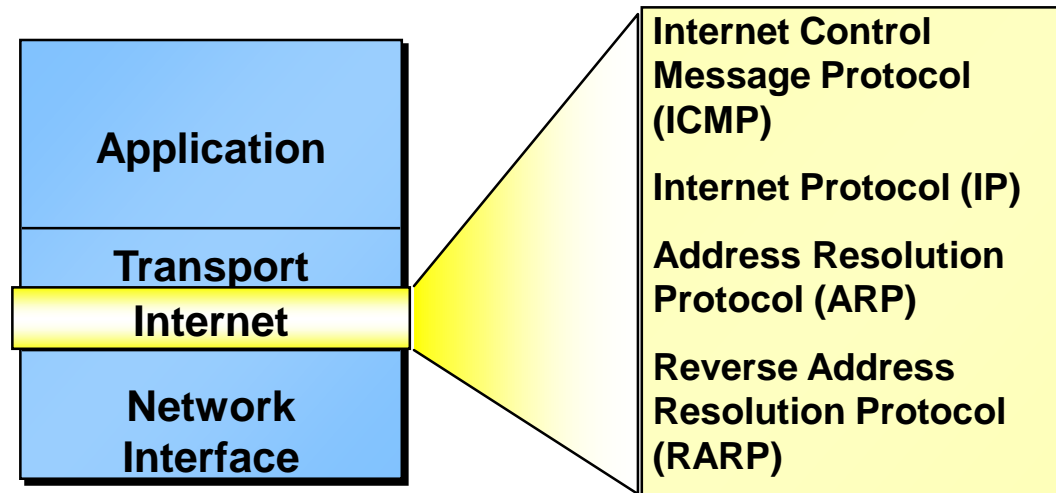 Application
Transport
Internet
Network
Interface
Internet Control
Message Protocol
(ICMP)
Internet Protocol (IP)
Address Resolution
Protocol (ARP)
Reverse Address
Resolution Protocol
(RARP)